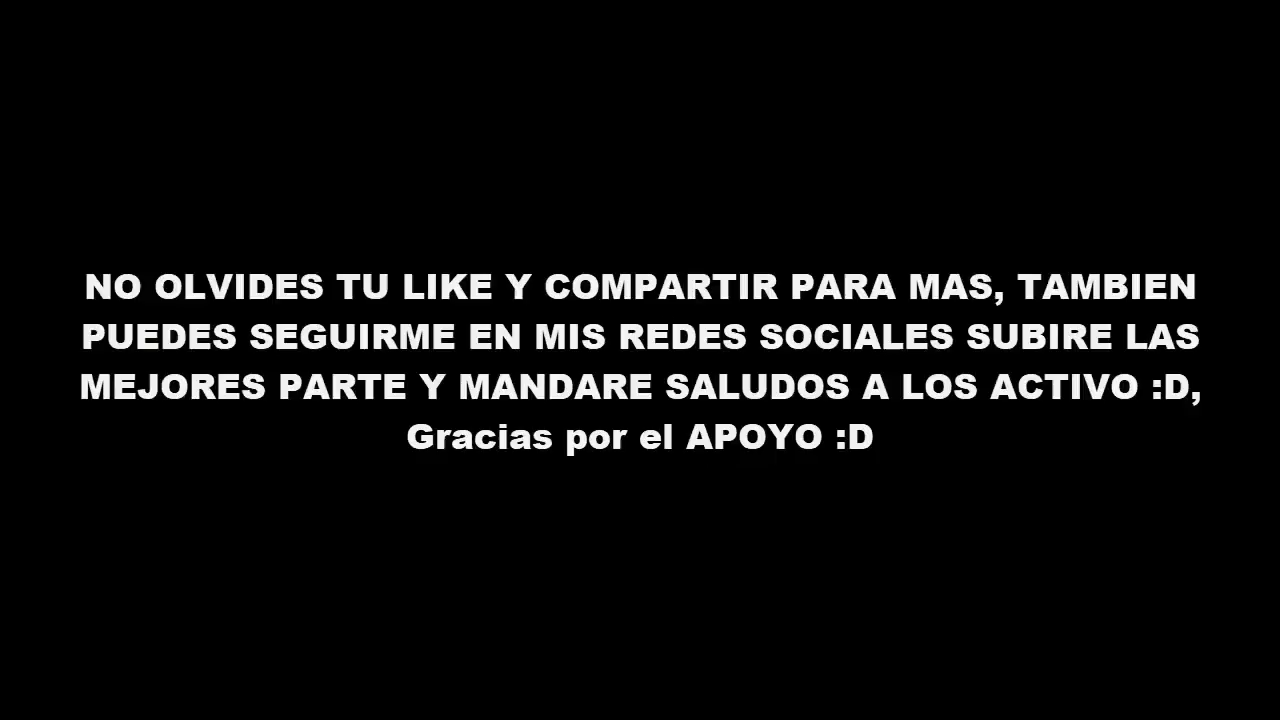 NO OLVIDES TU LIKE Y COMPARTIR PARA MAS, TAMBIEN
PUEDES SEGUIRME EN MIS REDES SOCIALES SUBIRE LAS
MEJORES PARTE Y MANDARE SALUDOS A LOS ACTIVO :D,
Gracias por el APOYO :D